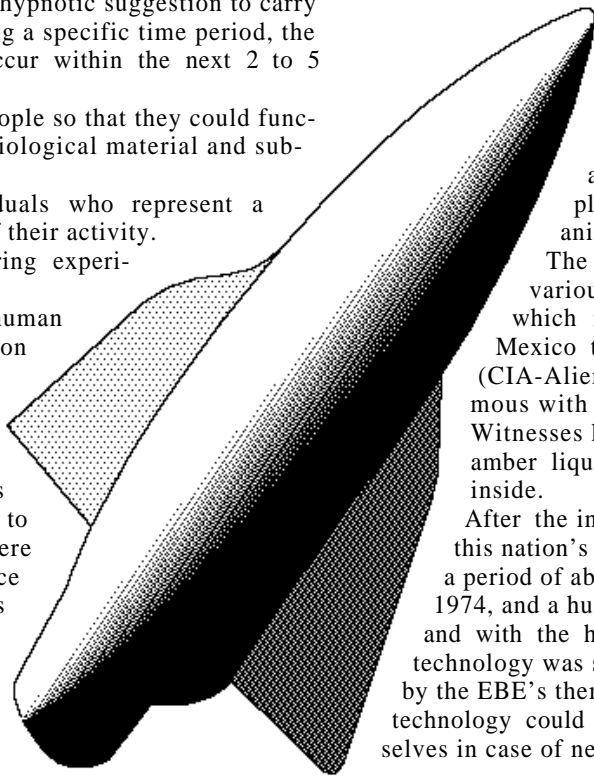 hypnotic suggestion to carry
g a specific time period, the
ccur within the next 2 to 5
ople so that they could func-
iological material and sub-
duals who represent a
f their activity.
ring experi-
human
on
s
to
ere
ce
s
a
pl
ani
The
variou
which
Mexico t
(CIA-Alie
mous with
Witnesses
amber liqu
inside.
After the in
this nation's
a period of ab
1974, and a hu
and with the h
technology was s
by the EBE's ther
technology could
selves in case of ne